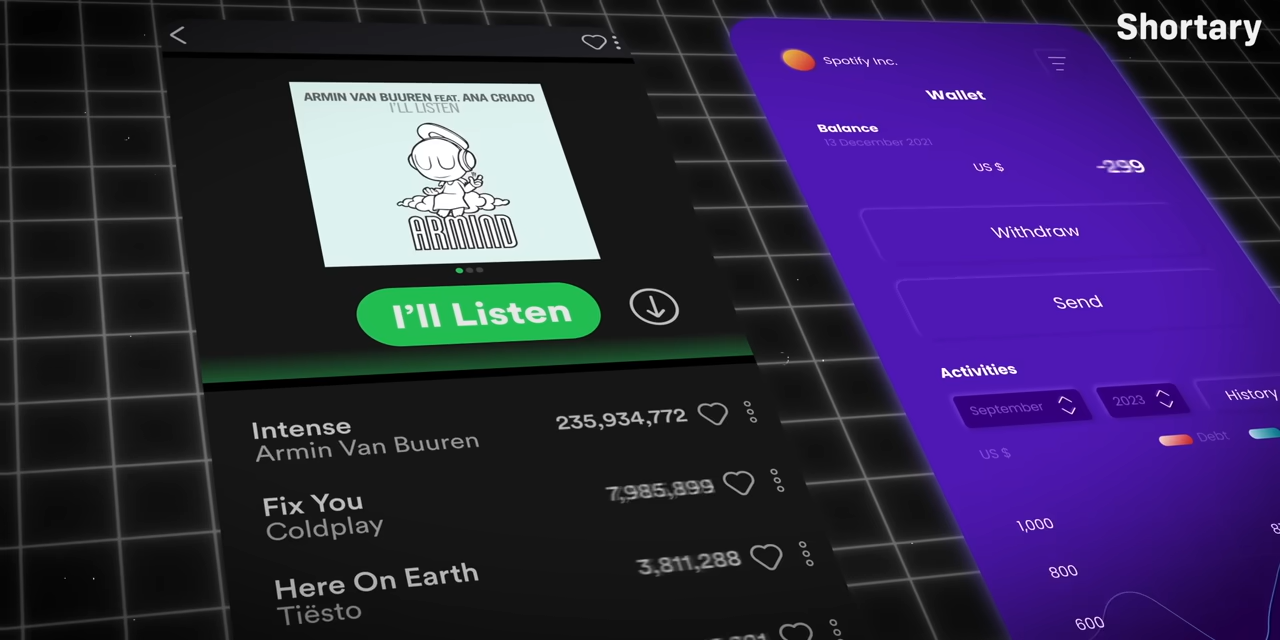 Shortary
ARMIN VAN BUUREN FEAT. ANA CRIADO
I'LL LISTEN
ARMIND
I'll Listen
Intense
Armin Van Buuren
235,934,772
Fix You
Coldplay
7,985,899
Here On Earth
Tiësto
3,811,288
Spotify Inc.
Wallet
Balance
13 December 2021
US $
-299
Withdraw
Send
Activities
September
2023
History
Debt
US $
1,000
800
600